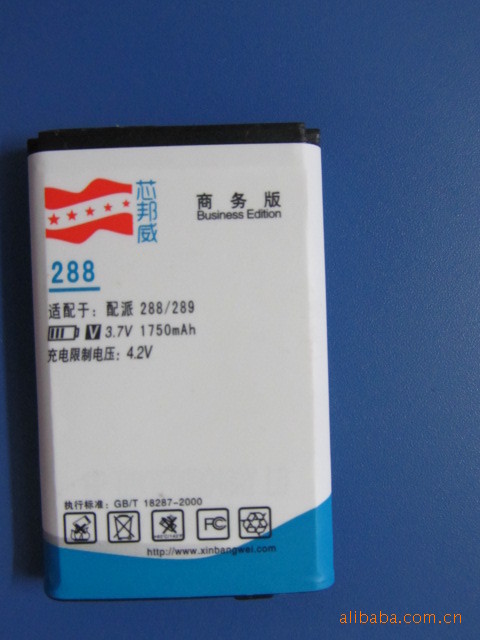 芯邦威
商务版
Business Edition
288
适配于：配派 288/289
V 3.7V 1750mAh
充电限制电压：4.2V
执行标准：GB/T 18287-2000
FC
http://www.xinbangwei.com
alibaba.com.cn